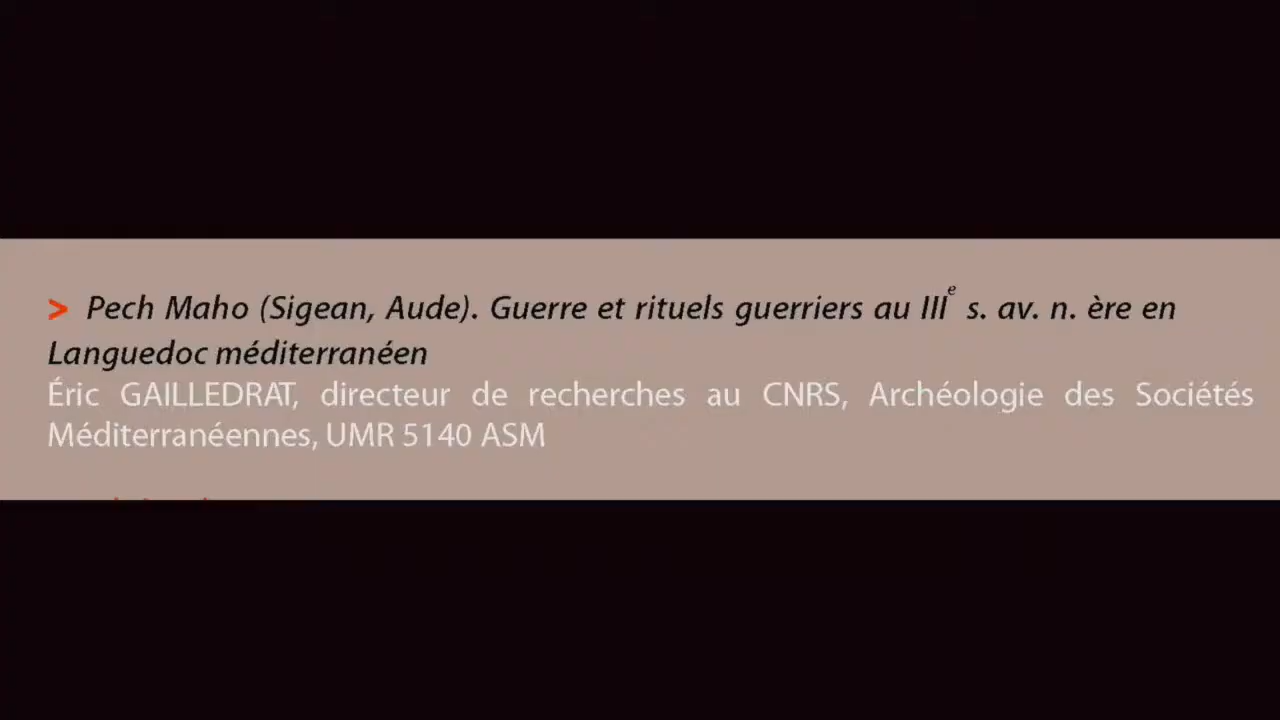 > Pech Maho (Sigean, Aude). Guerre et rituels guerriers au IIIe s. av. n. ère en
Languedoc méditerranéen
Éric GAILLEDRAT, directeur de recherches au CNRS, Archéologie des Sociétés
Méditerranéennes, UMR 5140 ASM